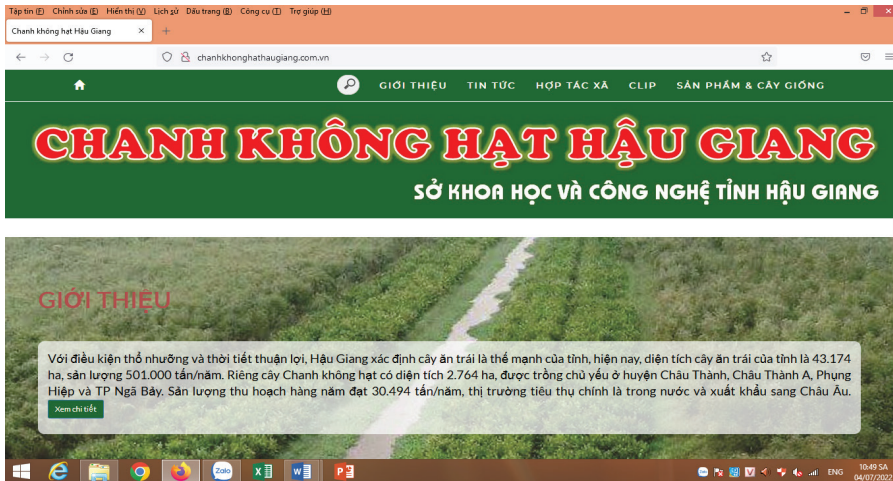 Tập tin (F) Chỉnh sửa (E) Hiển thị (V) Lịch sử Dấu trang (B) Công cụ (T) Trợ giúp (H)
Chanh không hạt Hậu Giang
chanhkhonghathaugiang.com.vn
GIỚI THIỆU TIN TỨC HỢP TÁC XÃ CLIP SẢN PHẨM & CÂY GIỐNG
CHANH KHÔNG HẠT HẬU GIANG
SỞ KHOA HỌC VÀ CÔNG NGHỆ TỈNH HẬU GIANG
GIỚI THIỆU
Với điều kiện thổ nhưỡng và thời tiết thuận lợi, Hậu Giang xác định cây ăn trái là thế mạnh của tỉnh, hiện nay, diện tích cây ăn trái của tỉnh là 43.174
ha, sản lượng 501.000 tấn/năm. Riêng cây Chanh không hạt có diện tích 2.764 ha, được trồng chủ yếu ở huyện Châu Thành, Châu Thành A, Phụng
Hiệp và TP Ngã Bảy. Sản lượng thu hoạch hàng năm đạt 30.494 tấn/năm, thị trường tiêu thụ chính là trong nước và xuất khẩu sang Châu Âu.
Xem chi tiết
Zalo
ENG
10:49 SA
04/07/2022